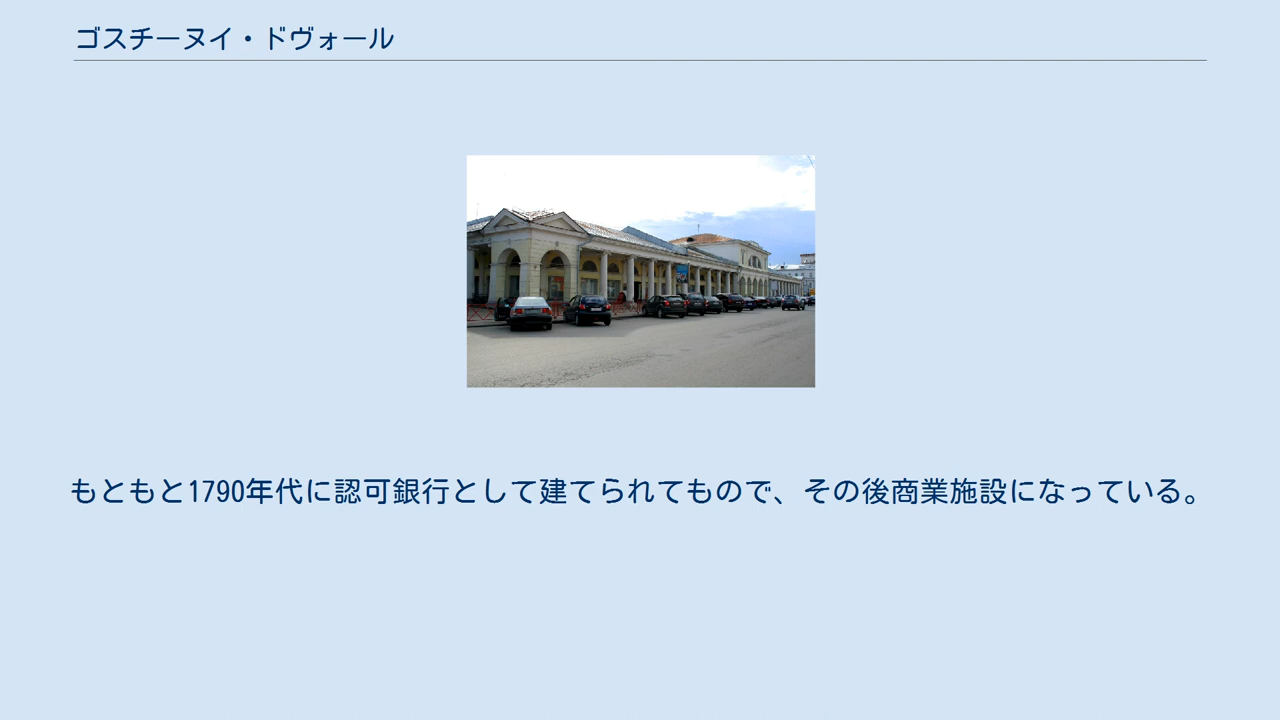 ゴスチーヌイ・ドヴォール
もともと1790年代に認可銀行として建てられてもので、その後商業施設になっている。